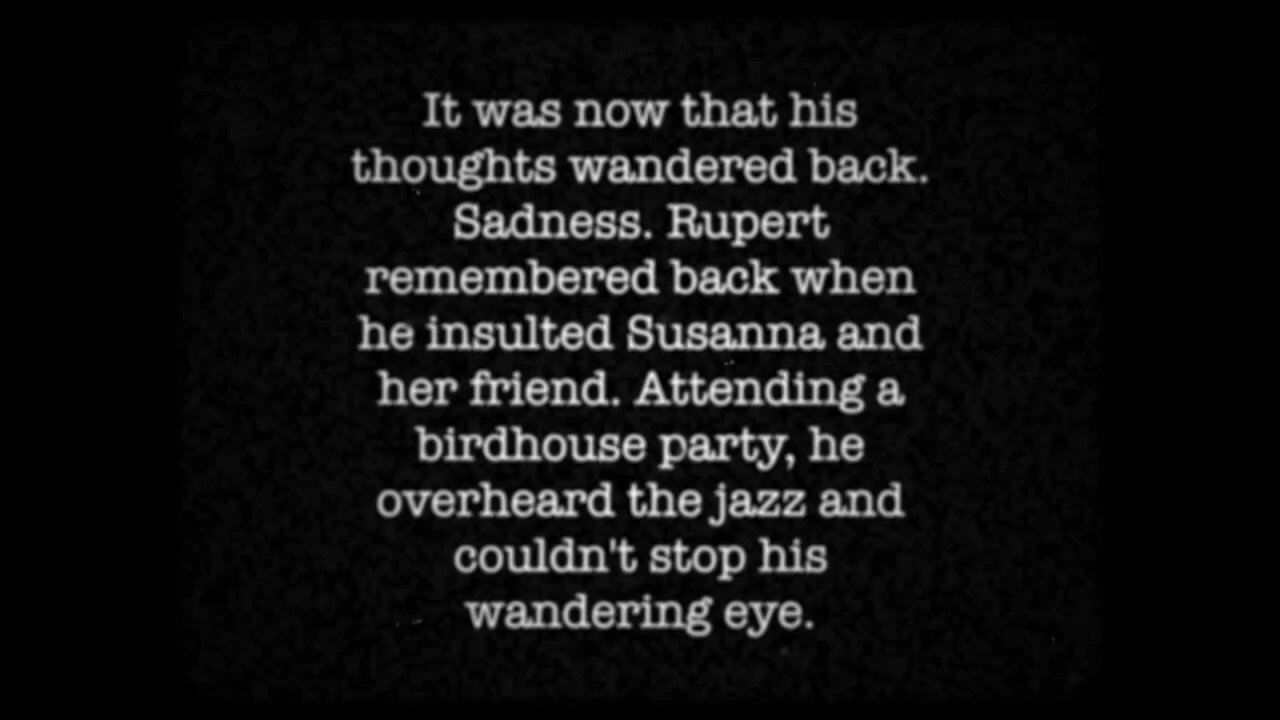 It was now that his
thoughts wandered back.
Sadness. Rupert
remembered back when
he insulted Susanna and
her friend. Attending a
birdhouse party, he
overheard the jazz and
couldn't stop his
wandering eye.